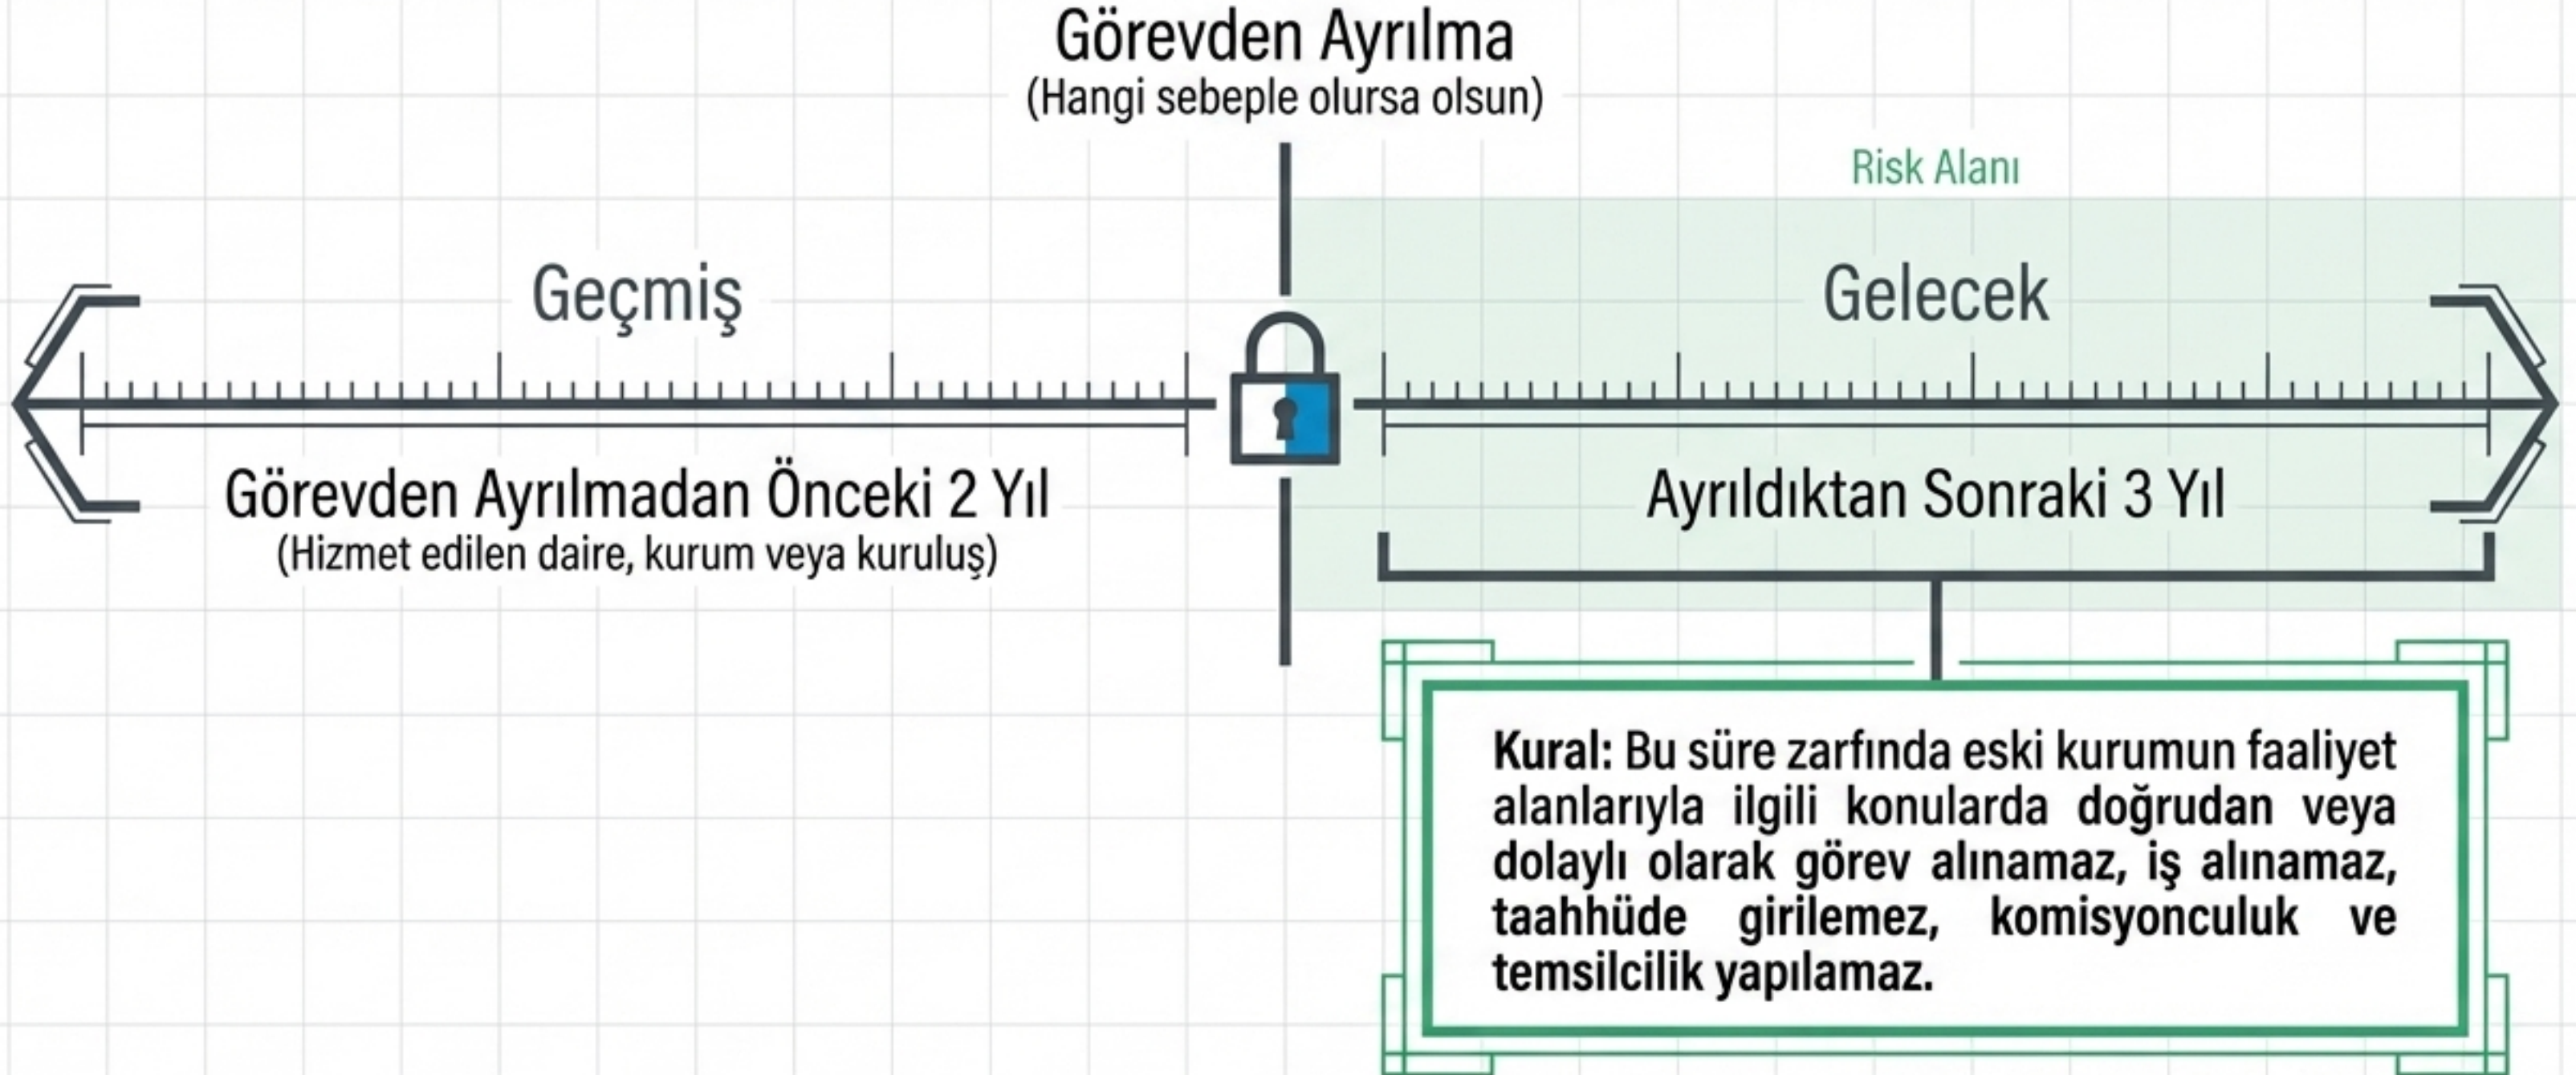 Görevden Ayrılma
(Hangi sebeple olursa olsun)
Risk Alanı
Geçmiş
Gelecek
Görevden Ayrılmadan Önceki 2 Yıl
(Hizmet edilen daire, kurum veya kuruluş)
Ayrıldıktan Sonraki 3 Yıl
Kural: Bu süre zarfında eski kurumun faaliyet
alanlarıyla ilgili konularda doğrudan veya
dolaylı olarak görev alınamaz, iş alınamaz,
taahhüde girilemez, komisyonculuk ve
temsilcilik yapılamaz.